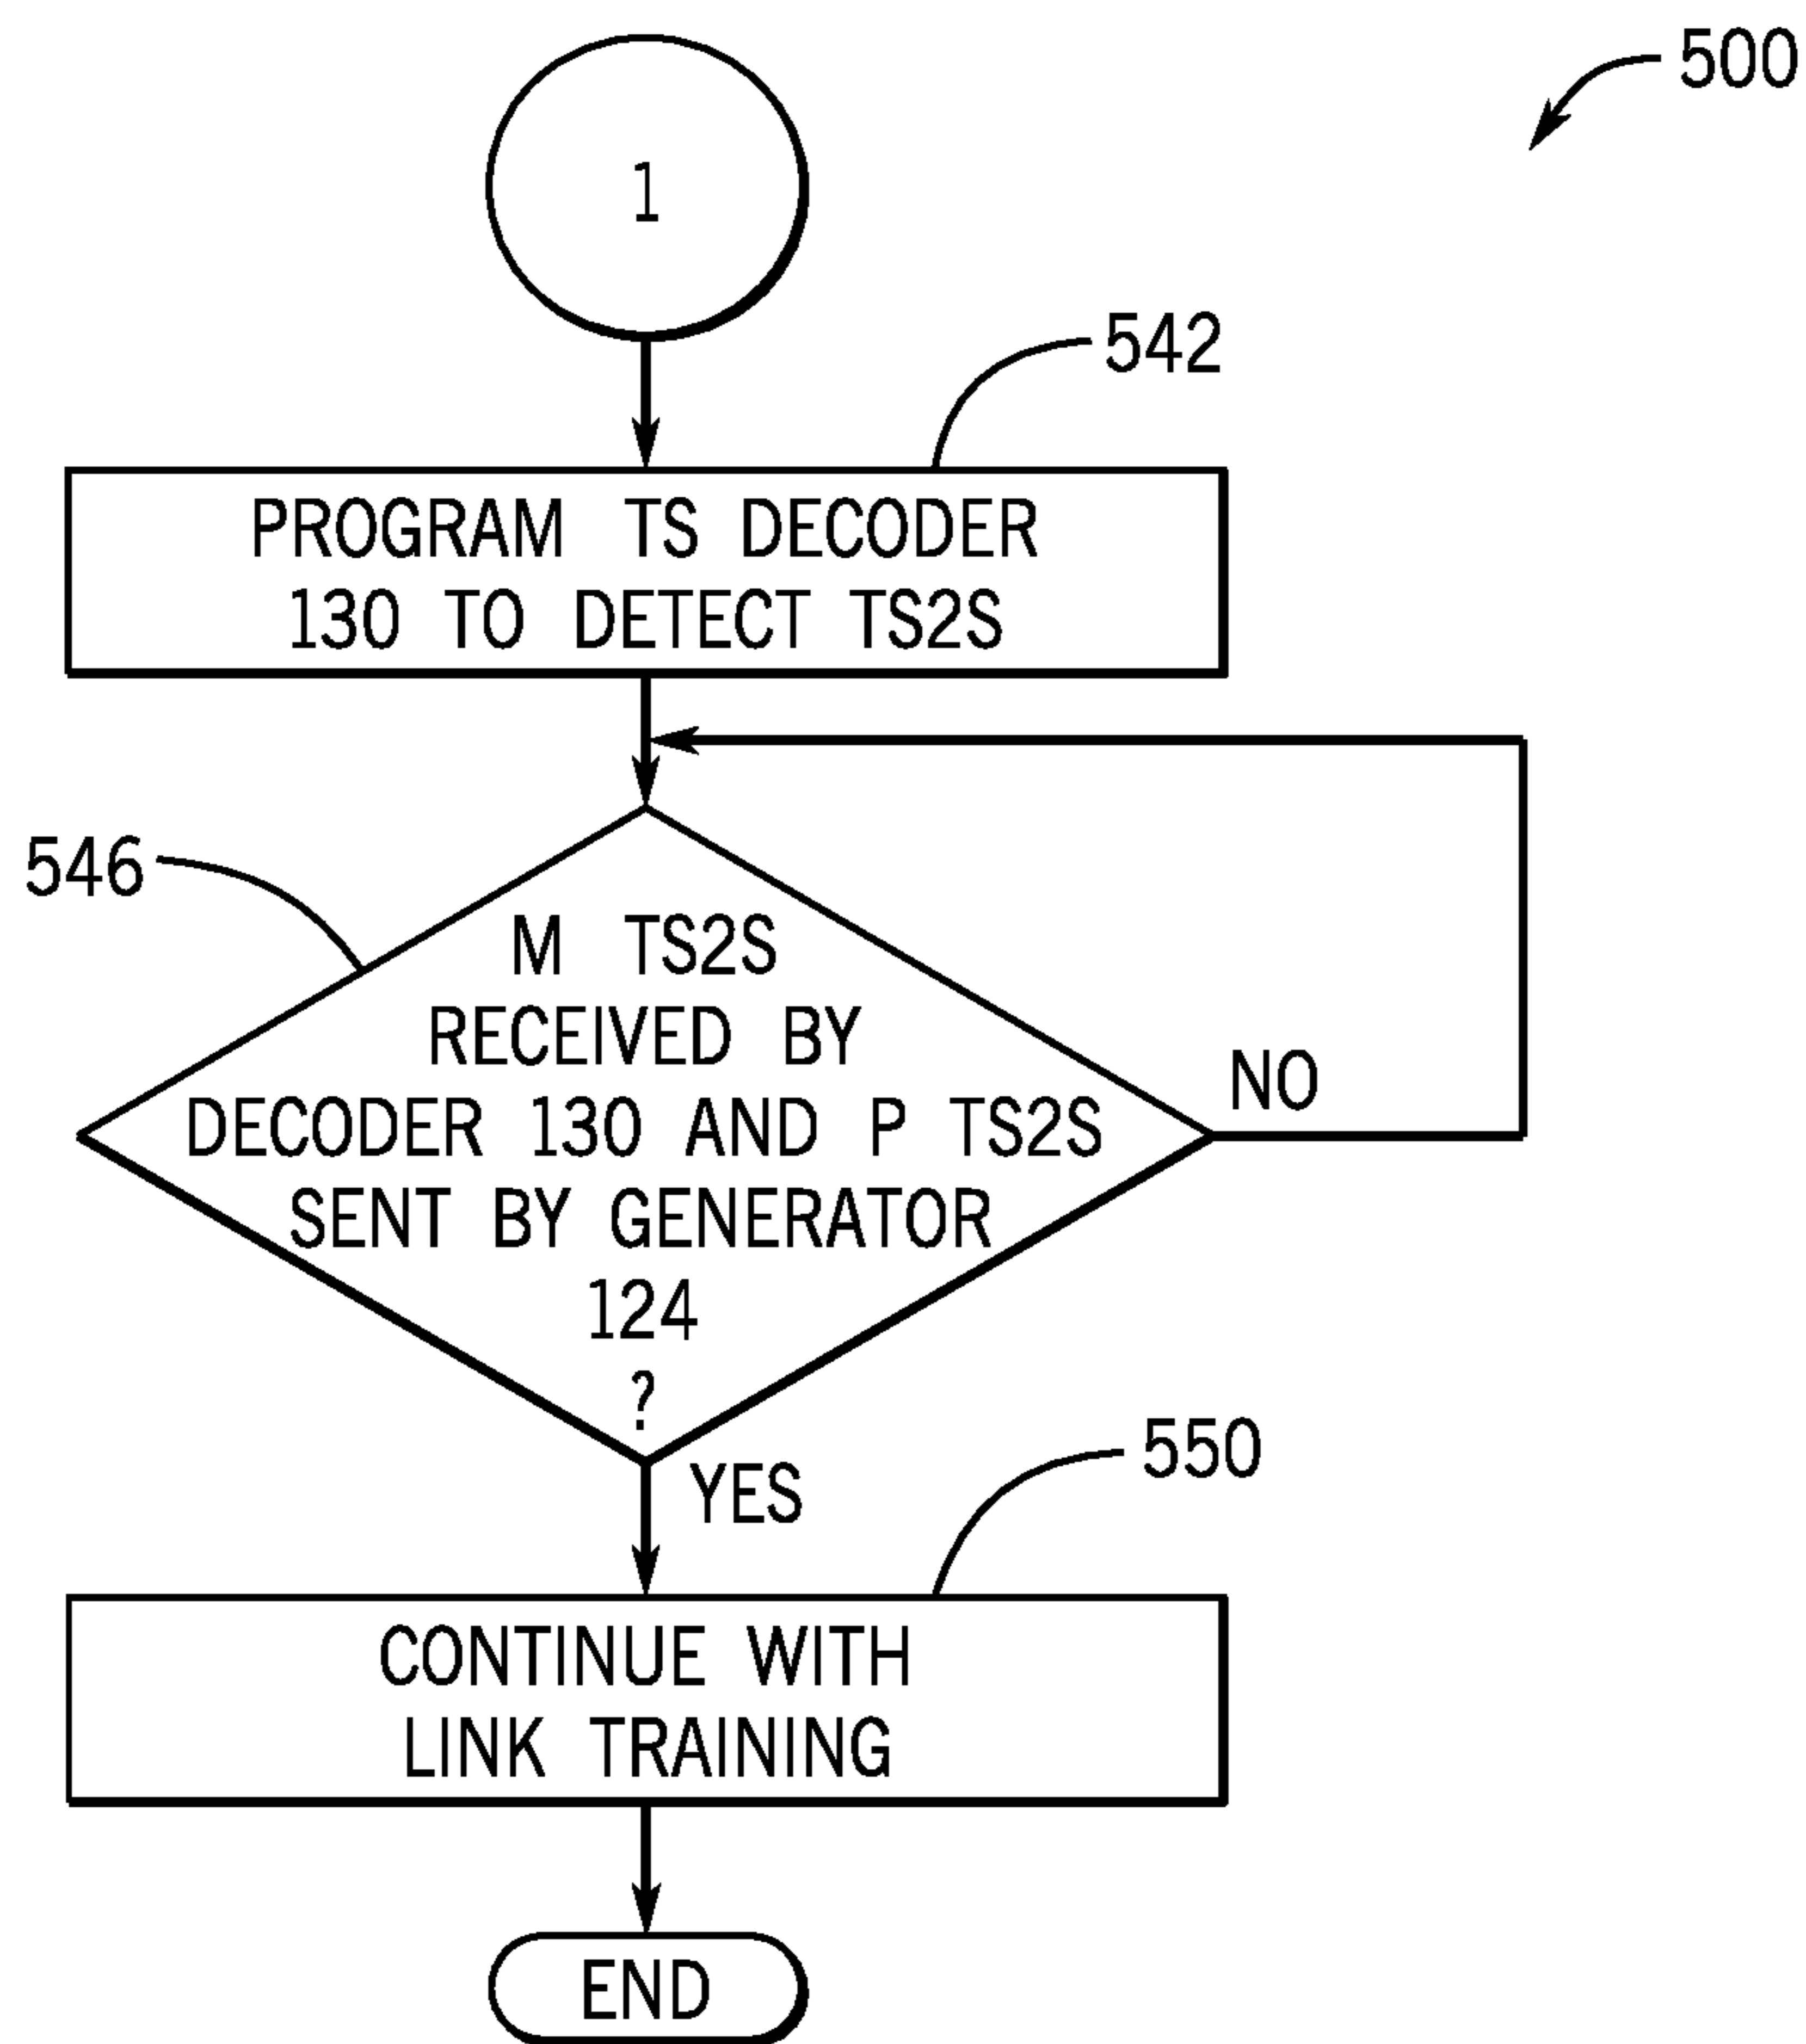 500
1
542
PROGRAM TS DECODER
130 TO DETECT TS2S
546
M TS2S
RECEIVED BY
DECODER 130 AND P TS2S
SENT BY GENERATOR
124
?
NO
YES
550
CONTINUE WITH
LINK TRAINING
END